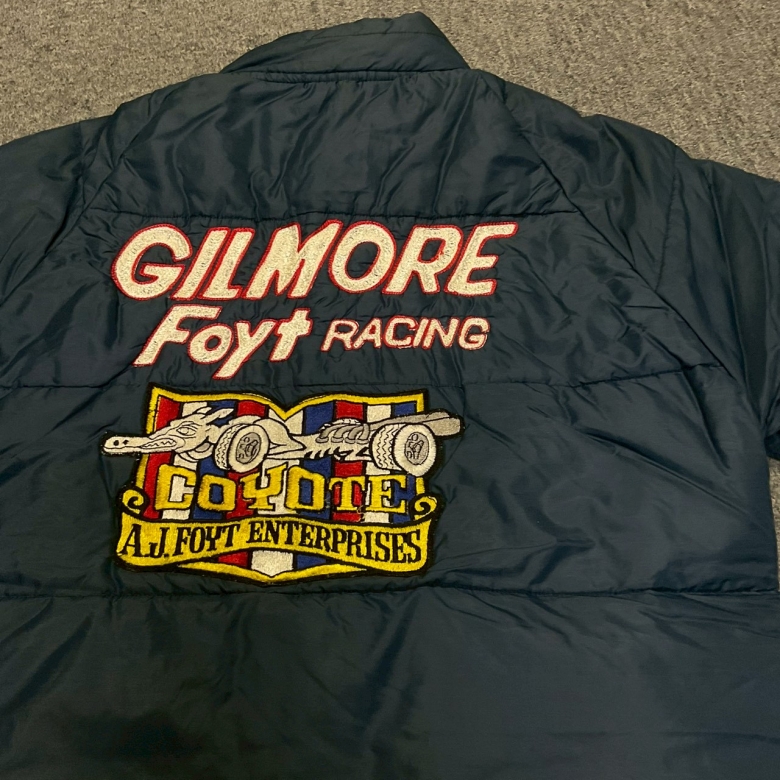 GILMORE
Foyt RACING
COYOTE
A.J. FOYT ENTERPRISES